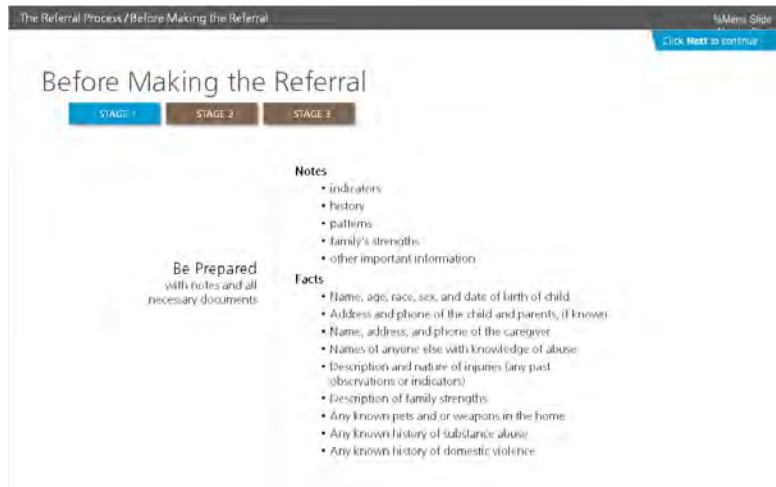 The Referral Process / Before Making the Referral
%Menu Slide
Click Next to continue
Before Making the Referral
STAGE 1
STAGE 2
STAGE 3
Be Prepared
with notes and all
necessary documents
Notes
• indicators
• history
• patterns
• family's strengths
• other important information
Facts
• Name, age, race, sex, and date of birth of child
• Address and phone of the child and parents, if known
• Name, address, and phone of the caregiver
• Names of anyone else with knowledge of abuse
• Description and nature of injuries (any past
observations or indicators)
• Description of family strengths
• Any known pets and or weapons in the home
• Any known history of substance abuse
• Any known history of domestic violence